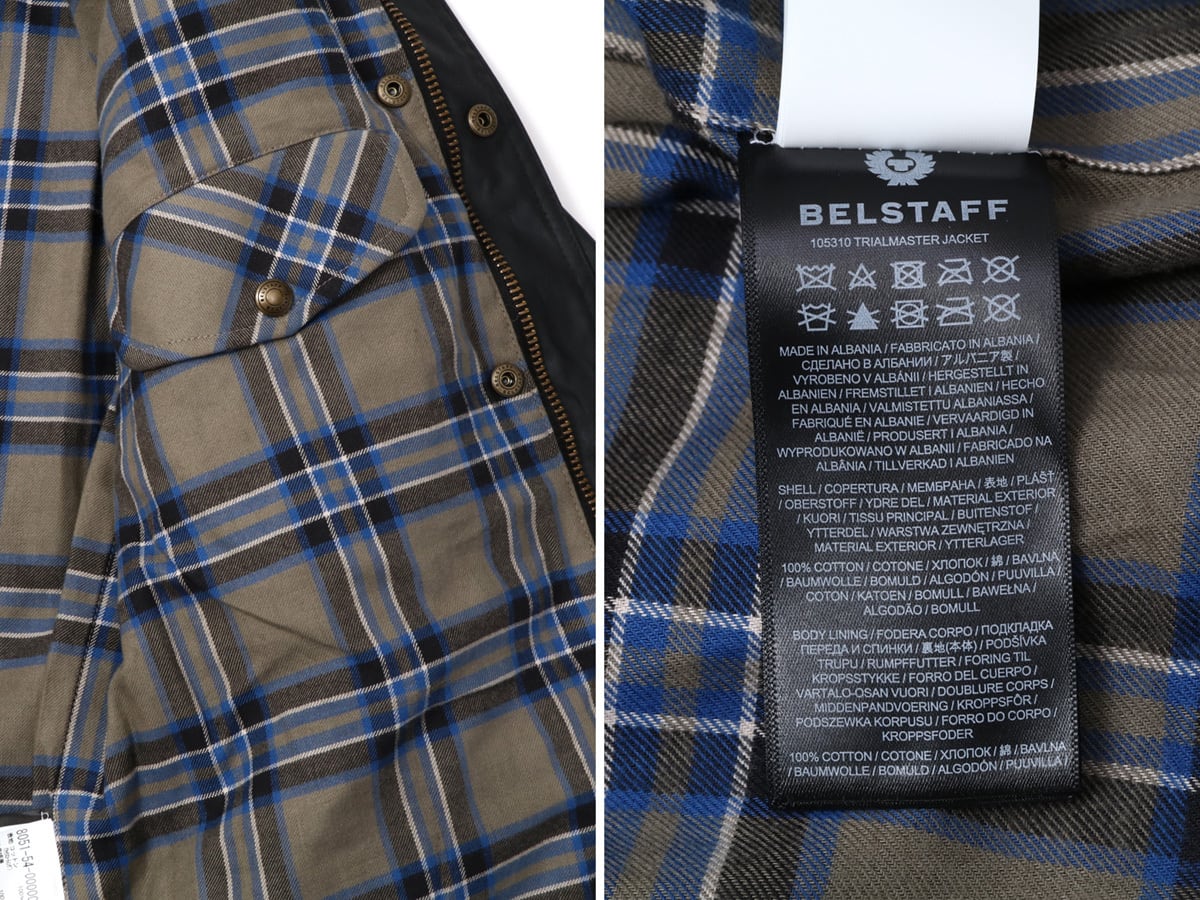 BELSTAFF
105310 TRIALMASTER JACKET
MADE IN ALBANIA / FABBRICATO IN ALBANIA /
СДЕЛАНО В АЛБАНИИ / アルバニア製 /
VYROBENO V ALBÁNII / HERGESTELLT IN
ALBANIEN / FREMSTILLET I ALBANIEN / HECHO
EN ALBANIA / VALMISTETTU ALBANIASSA /
FABRIQUÉ EN ALBANIE / VERVAARDIGD IN
ALBANIË / PRODUSERT I ALBANIA /
WYPRODUKOWANO W ALBANII / FABRICADO NA
ALBÂNIA / TILLVERKAD I ALBANIEN
SHELL / COPERTURA / МЕМБРАНА / 表地 / PLÁŠŤ
/ OBERSTOFF / YDRE DEL / MATERIAL EXTERIOR
/ KUORI / TISSU PRINCIPAL / BUITENSTOF /
YTTERDEL / WARSTWA ZEWNĘTRZNA /
MATERIAL EXTERIOR / YTTERLAGER
100% COTTON / COTONE / ХЛОПОК / 綿 / BAVLNA
/ BAUMWOLLE / BOMULD / ALGODÓN / PUUVILLA /
COTON / KATOEN / BOMULL / BAWEŁNA /
ALGODÃO / BOMULL
BODY LINING / FODERA CORPO / ПОДКЛАДКА
ПЕРЕДА И СПИНКИ / 裏地(本体) / PODŠÍVKA
TRUPU / RUMPFFUTTER / FORING TIL
KROPSSTYKKE / FORRO DEL CUERPO /
VARTALO-OSAN VUORI / DOUBLURE CORPS /
MIDDENPANDVOERING / KROPPSFÔR /
PODSZEWKA KORPUSU / FORRO DO CORPO /
KROPPSFODER
100% COTTON / COTONE / ХЛОПОК / 綿 / BAVLNA
/ BAUMWOLLE / BOMULD / ALGODÓN / PUUVILLA /
8051-54-00000